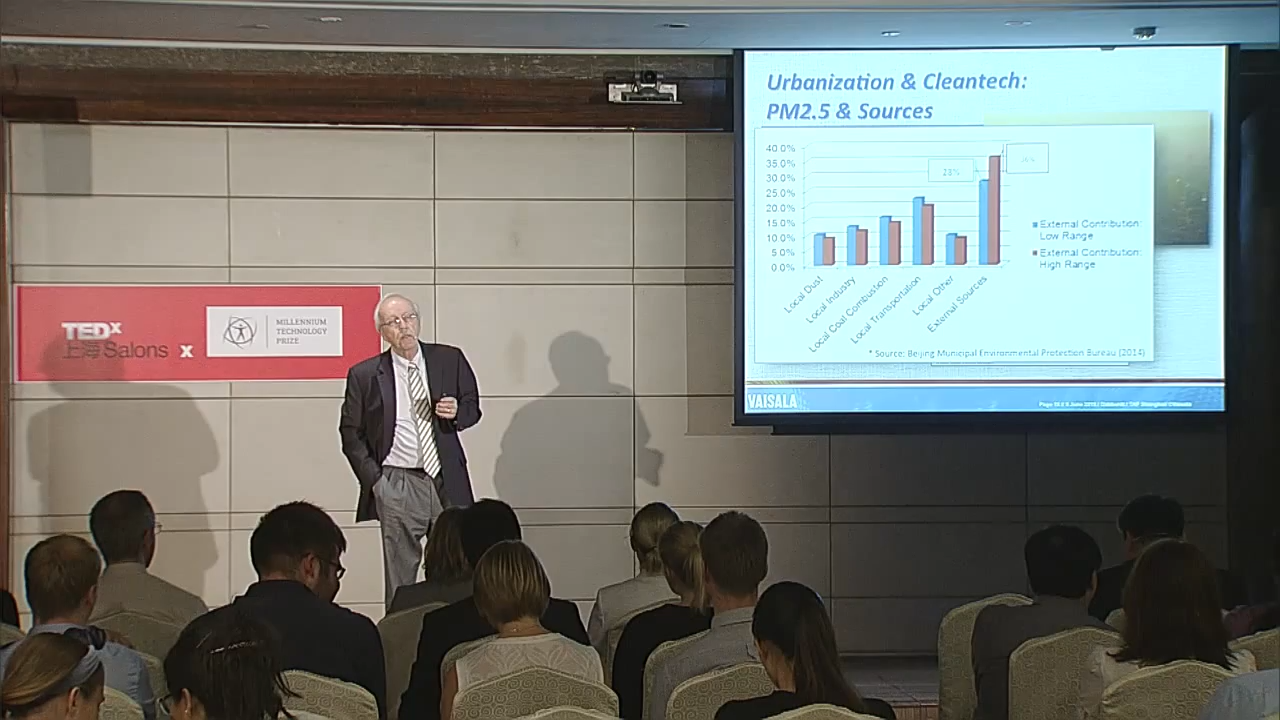 Urbanization & Cleantech:
PM2.5 & Sources
40.0%
35.0%
30.0%
25.0%
20.0%
15.0%
10.0%
5.0%
0.0%
28%
36%
Local Dust
Local Industry
Local Coal Combustion
Local Transportation
Local Other
External Sources
External Contribution:
Low Range
External Contribution:
High Range
* Source: Beijing Municipal Environmental Protection Bureau (2014)
VAISALA
TEDx
上海Salons x
MILLENNIUM
TECHNOLOGY
PRIZE